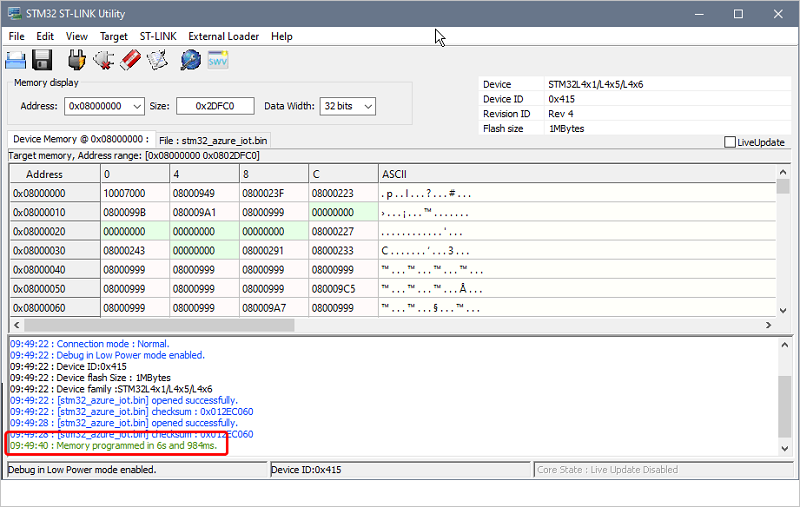 STM32 ST-LINK Utility
File Edit View Target ST-LINK External Loader Help
SWV
Memory display
Address: 0x08000000 Size: 0x2DFC0 Data Width: 32 bits
Device STM32L4x1/L4x5/L4x6
Device ID 0x415
Revision ID Rev 4
Flash size 1MBytes
Device Memory @ 0x08000000 : File : stm32_azure_iot.bin LiveUpdate
Target memory, Address range: [0x08000000 0x0802DFC0]
Address 0 4 8 C ASCII
0x08000000 10007000 08000949 0800023F 08000223 .p..I...?...#...
0x08000010 0800099B 080009A1 08000999 00000000 ›...¡...™.......
0x08000020 00000000 00000000 00000000 08000227 ............'...
0x08000030 08000243 00000000 08000291 08000233 C.......‘...3...
0x08000040 08000999 08000999 08000999 08000999 ™...™...™...™...
0x08000050 08000999 08000999 08000999 080009C5 ™...™...™...Å...
0x08000060 08000999 08000999 080009A7 08000999 ™...™...§...™...
09:49:22 : Connection mode : Normal.
09:49:22 : Debug in Low Power mode enabled.
09:49:22 : Device ID:0x415
09:49:22 : Device flash Size : 1MBytes
09:49:22 : Device family :STM32L4x1/L4x5/L4x6
09:49:22 : [stm32_azure_iot.bin] opened successfully.
09:49:22 : [stm32_azure_iot.bin] checksum : 0x012EC060
09:49:28 : [stm32_azure_iot.bin] opened successfully.
09:49:28 : [stm32_azure_iot.bin] checksum : 0x012EC060
09:49:40 : Memory programmed in 6s and 984ms.
Debug in Low Power mode enabled. Device ID:0x415 Core State : Live Update Disabled